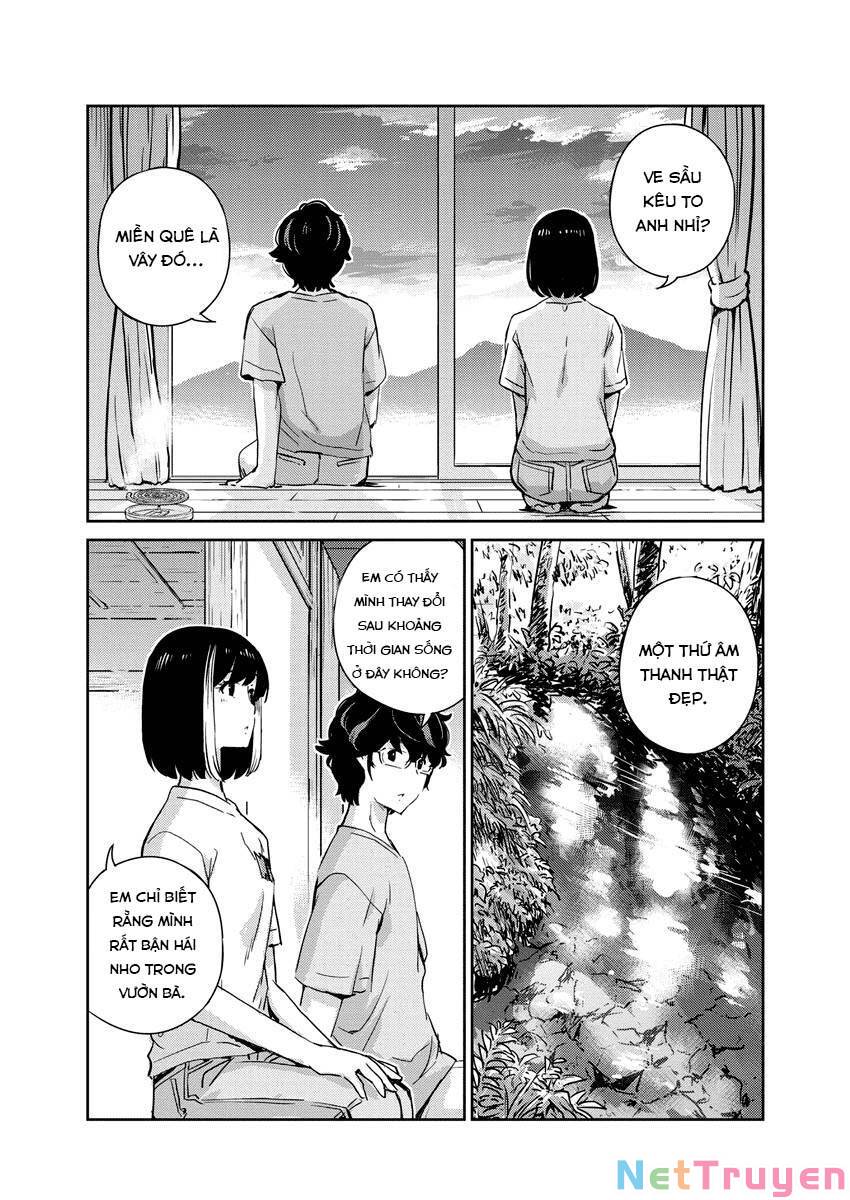 VE SẦU
KÊU TO
ANH NHỈ?
MIỀN QUÊ LÀ
VẬY ĐÓ...
MỘT THỨ ÂM
THANH THẬT
ĐẸP.
EM CÓ THẤY
MÌNH THAY ĐỔI
SAU KHOẢNG
THỜI GIAN SỐNG
Ở ĐÂY KHÔNG?
EM CHỈ BIẾT
RẰNG MÌNH
RẤT BẬN HÁI
NHO TRONG
VƯỜN BÀ.
NetTruyen